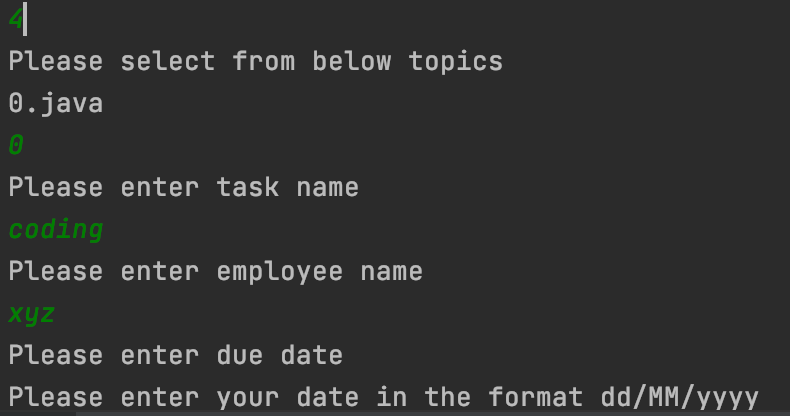 4
Please select from below topics
0.java
0
Please enter task name
coding
Please enter employee name
xyz
Please enter due date
Please enter your date in the format dd/MM/yyyy